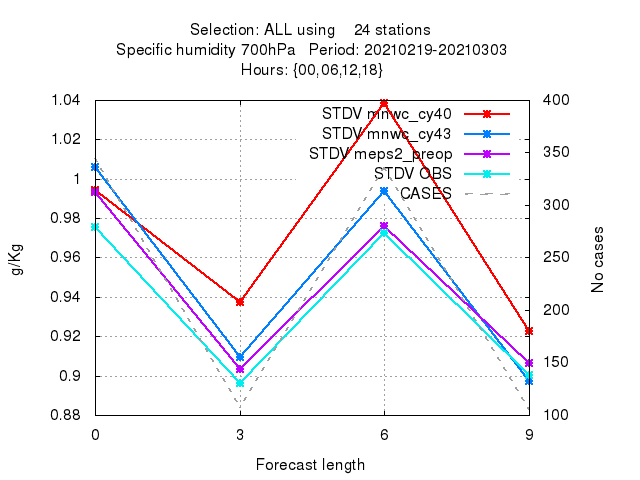 Selection: ALL using 24 stations
Specific humidity 700hPa Period: 20210219-20210303
Hours: {00,06,12,18}
1.04
1.02
1
0.98
0.96
0.94
0.92
0.9
0.88
g/Kg
STDV mnwc_cy40
STDV mnwc_cy43
STDV meps2_preop
STDV OBS
CASES
400
350
300
250
200
150
100
No cases
0 3 6 9
Forecast length